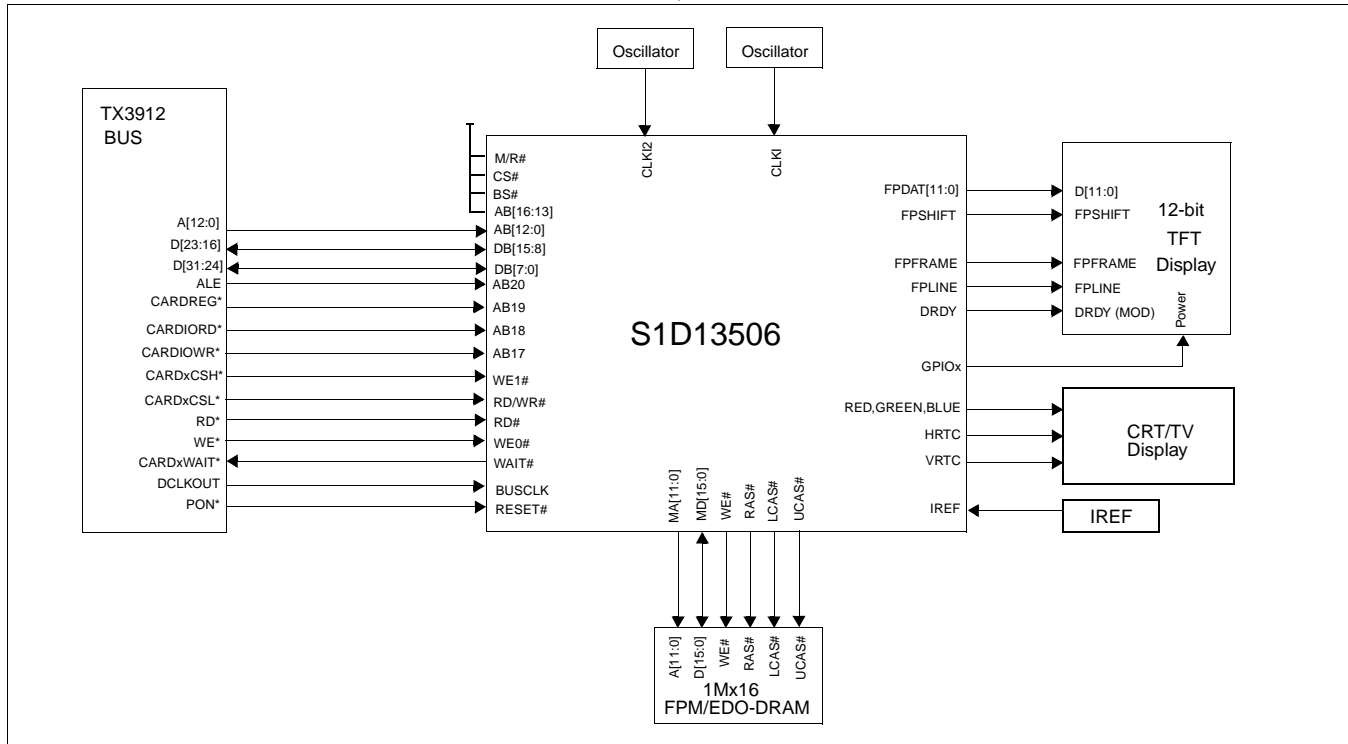 Oscillator
Oscillator
TX3912
BUS
A[12:0]
D[23:16]
D[31:24]
ALE
CARDREG*
CARDIORD*
CARDIOWR*
CARDxCSH*
CARDxCSL*
RD*
WE*
CARDxWAIT*
DCLKOUT
PON*
CLKI2
CLKI
M/R#
CS#
BS#
AB[16:13]
AB[12:0]
DB[15:8]
DB[7:0]
AB20
AB19
AB18
AB17
WE1#
RD/WR#
RD#
WE0#
WAIT#
BUSCLK
RESET#
S1D13506
FPDAT[11:0]
FPSHIFT
FPFRAME
FPLINE
DRDY
GPIOx
RED,GREEN,BLUE
HRTC
VRTC
IREF
MA[11:0]
MD[15:0]
WE#
RAS#
LCAS#
UCAS#
D[11:0]
FPSHIFT
FPFRAME
FPLINE
DRDY (MOD)
12-bit
TFT
Display
Power
CRT/TV
Display
IREF
A[11:0]
D[15:0]
WE#
RAS#
LCAS#
UCAS#
1Mx16
FPM/EDO-DRAM